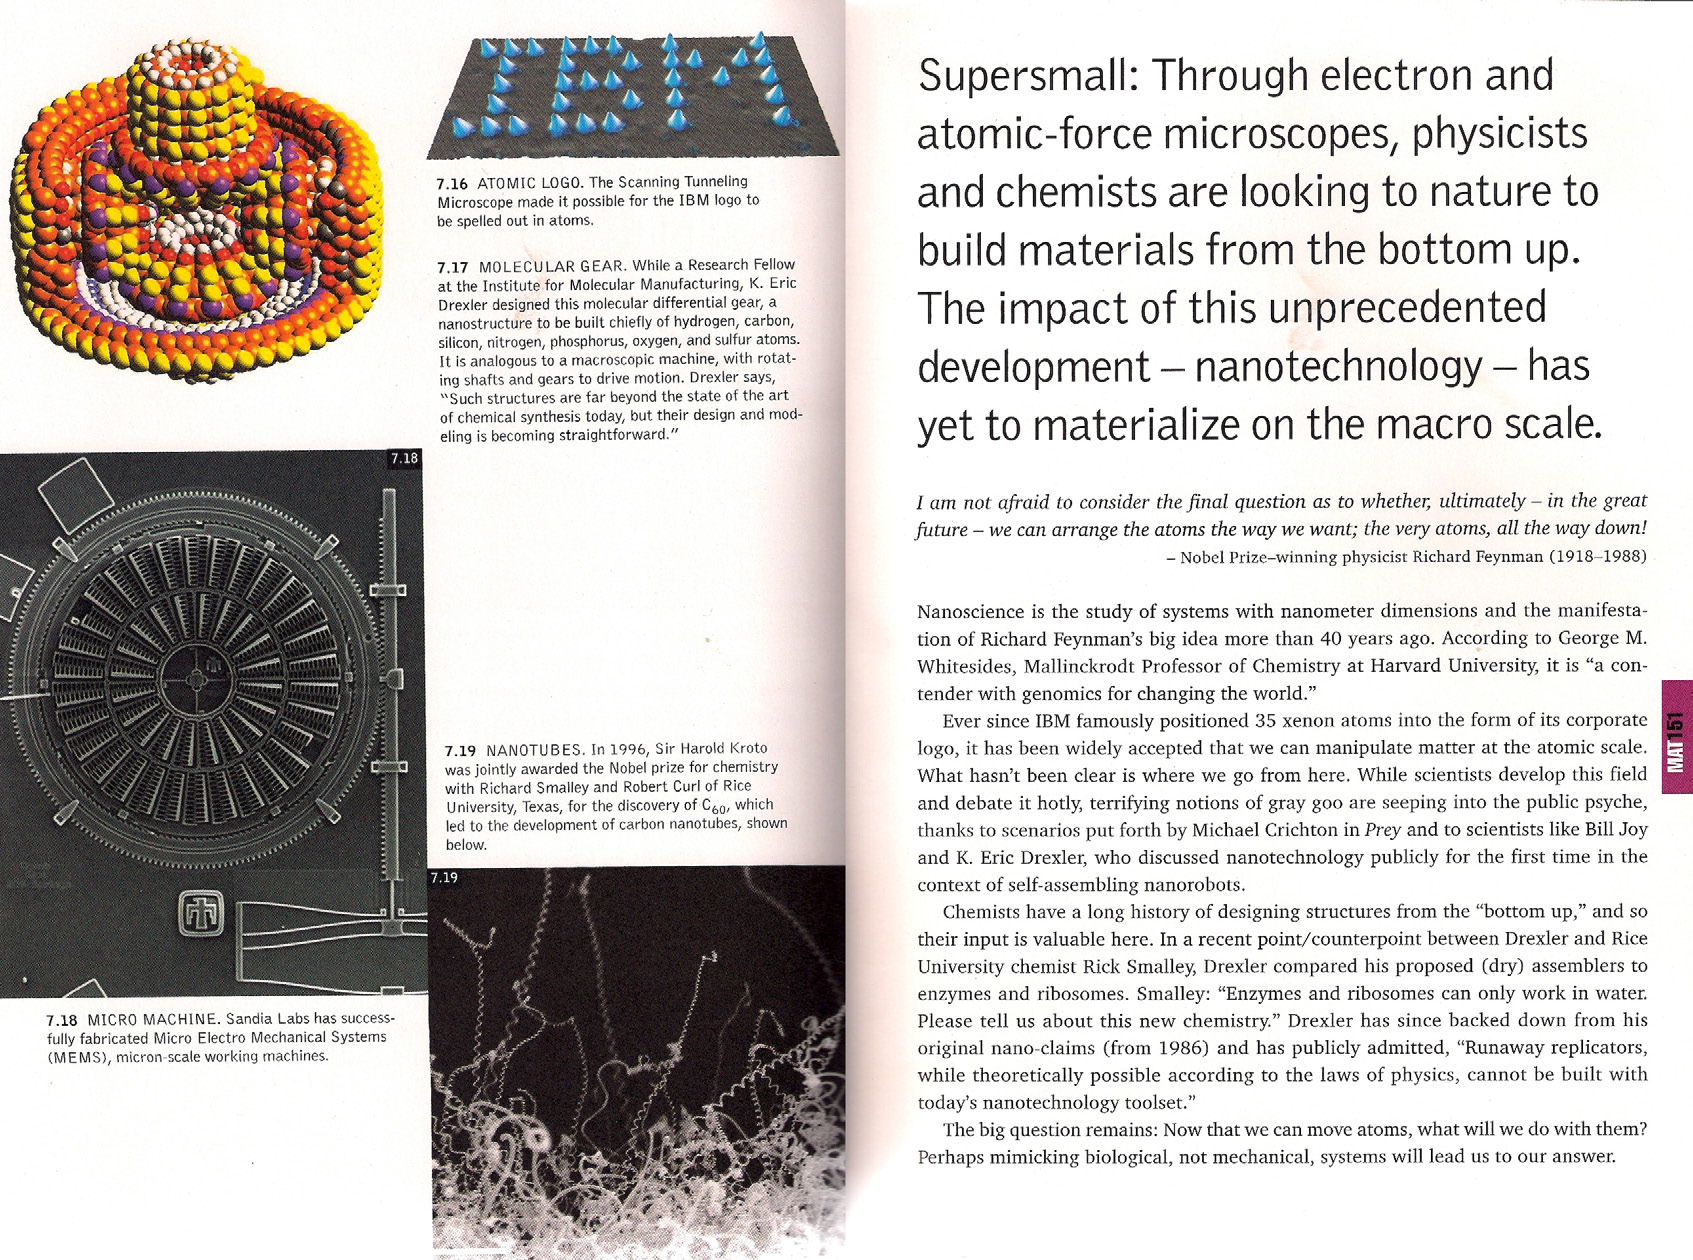 IBM
7.16 ATOMIC LOGO. The Scanning Tunneling
Microscope made it possible for the IBM logo to
be spelled out in atoms.
7.17 MOLECULAR GEAR. While a Research Fellow
at the Institute for Molecular Manufacturing, K. Eric
Drexler designed this molecular differential gear, a
nanostructure to be built chiefly of hydrogen, carbon,
silicon, nitrogen, phosphorus, oxygen, and sulfur atoms.
It is analogous to a macroscopic machine, with rotat-
ing shafts and gears to drive motion. Drexler says,
"Such structures are far beyond the state of the art
of chemical synthesis today, but their design and mod-
eling is becoming straightforward."
7.18
7.19 NANOTUBES. In 1996, Sir Harold Kroto
was jointly awarded the Nobel prize for chemistry
with Richard Smalley and Robert Curl of Rice
University, Texas, for the discovery of C60, which
led to the development of carbon nanotubes, shown
below.
7.19
7.18 MICRO MACHINE. Sandia Labs has success-
fully fabricated Micro Electro Mechanical Systems
(MEMS), micron-scale working machines.
Supersmall: Through electron and
atomic-force microscopes, physicists
and chemists are looking to nature to
build materials from the bottom up.
The impact of this unprecedented
development – nanotechnology – has
yet to materialize on the macro scale.
I am not afraid to consider the final question as to whether, ultimately – in the great
future – we can arrange the atoms the way we want; the very atoms, all the way down!
– Nobel Prize–winning physicist Richard Feynman (1918–1988)
Nanoscience is the study of systems with nanometer dimensions and the manifesta-
tion of Richard Feynman's big idea more than 40 years ago. According to George M.
Whitesides, Mallinckrodt Professor of Chemistry at Harvard University, it is "a con-
tender with genomics for changing the world."
Ever since IBM famously positioned 35 xenon atoms into the form of its corporate
logo, it has been widely accepted that we can manipulate matter at the atomic scale.
What hasn't been clear is where we go from here. While scientists develop this field
and debate it hotly, terrifying notions of gray goo are seeping into the public psyche,
thanks to scenarios put forth by Michael Crichton in Prey and to scientists like Bill Joy
and K. Eric Drexler, who discussed nanotechnology publicly for the first time in the
context of self-assembling nanorobots.
Chemists have a long history of designing structures from the "bottom up," and so
their input is valuable here. In a recent point/counterpoint between Drexler and Rice
University chemist Rick Smalley, Drexler compared his proposed (dry) assemblers to
enzymes and ribosomes. Smalley: "Enzymes and ribosomes can only work in water.
Please tell us about this new chemistry." Drexler has since backed down from his
original nano-claims (from 1986) and has publicly admitted, "Runaway replicators,
while theoretically possible according to the laws of physics, cannot be built with
today's nanotechnology toolset."
The big question remains: Now that we can move atoms, what will we do with them?
Perhaps mimicking biological, not mechanical, systems will lead us to our answer.
MAT151